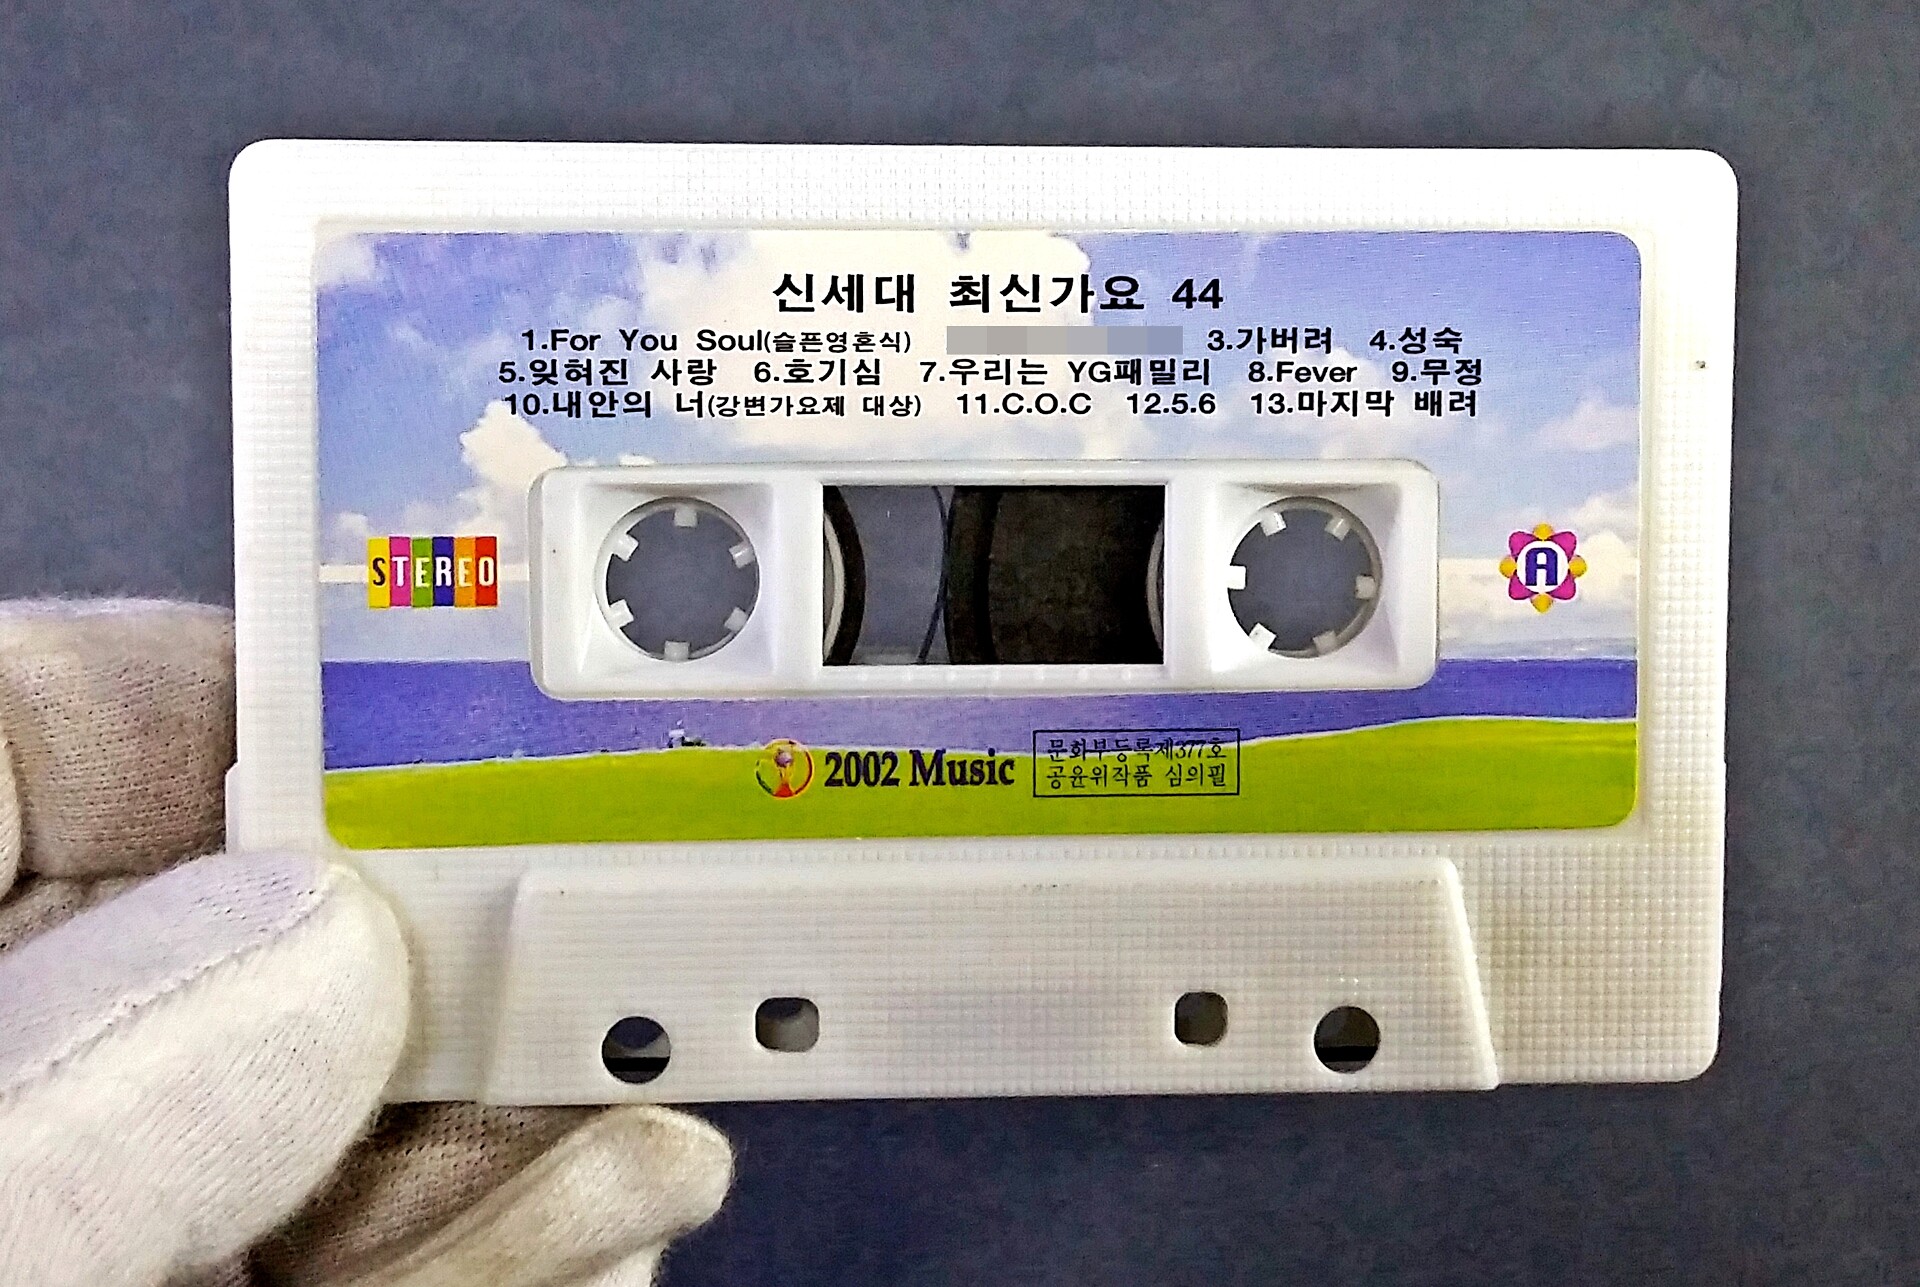 신세대 최신가요 44
1.For You Soul(슬픈영혼식) 3.가버려 4.성숙
5.잊혀진 사랑 6.호기심 7.우리는 YG패밀리 8.Fever 9.무정
10.내안의 너(강변가요제 대상) 11.C.O.C 12.5.6 13.마지막 배려
STEREO
A
2002 Music
문화부등록제377호
공윤위작품 심의필